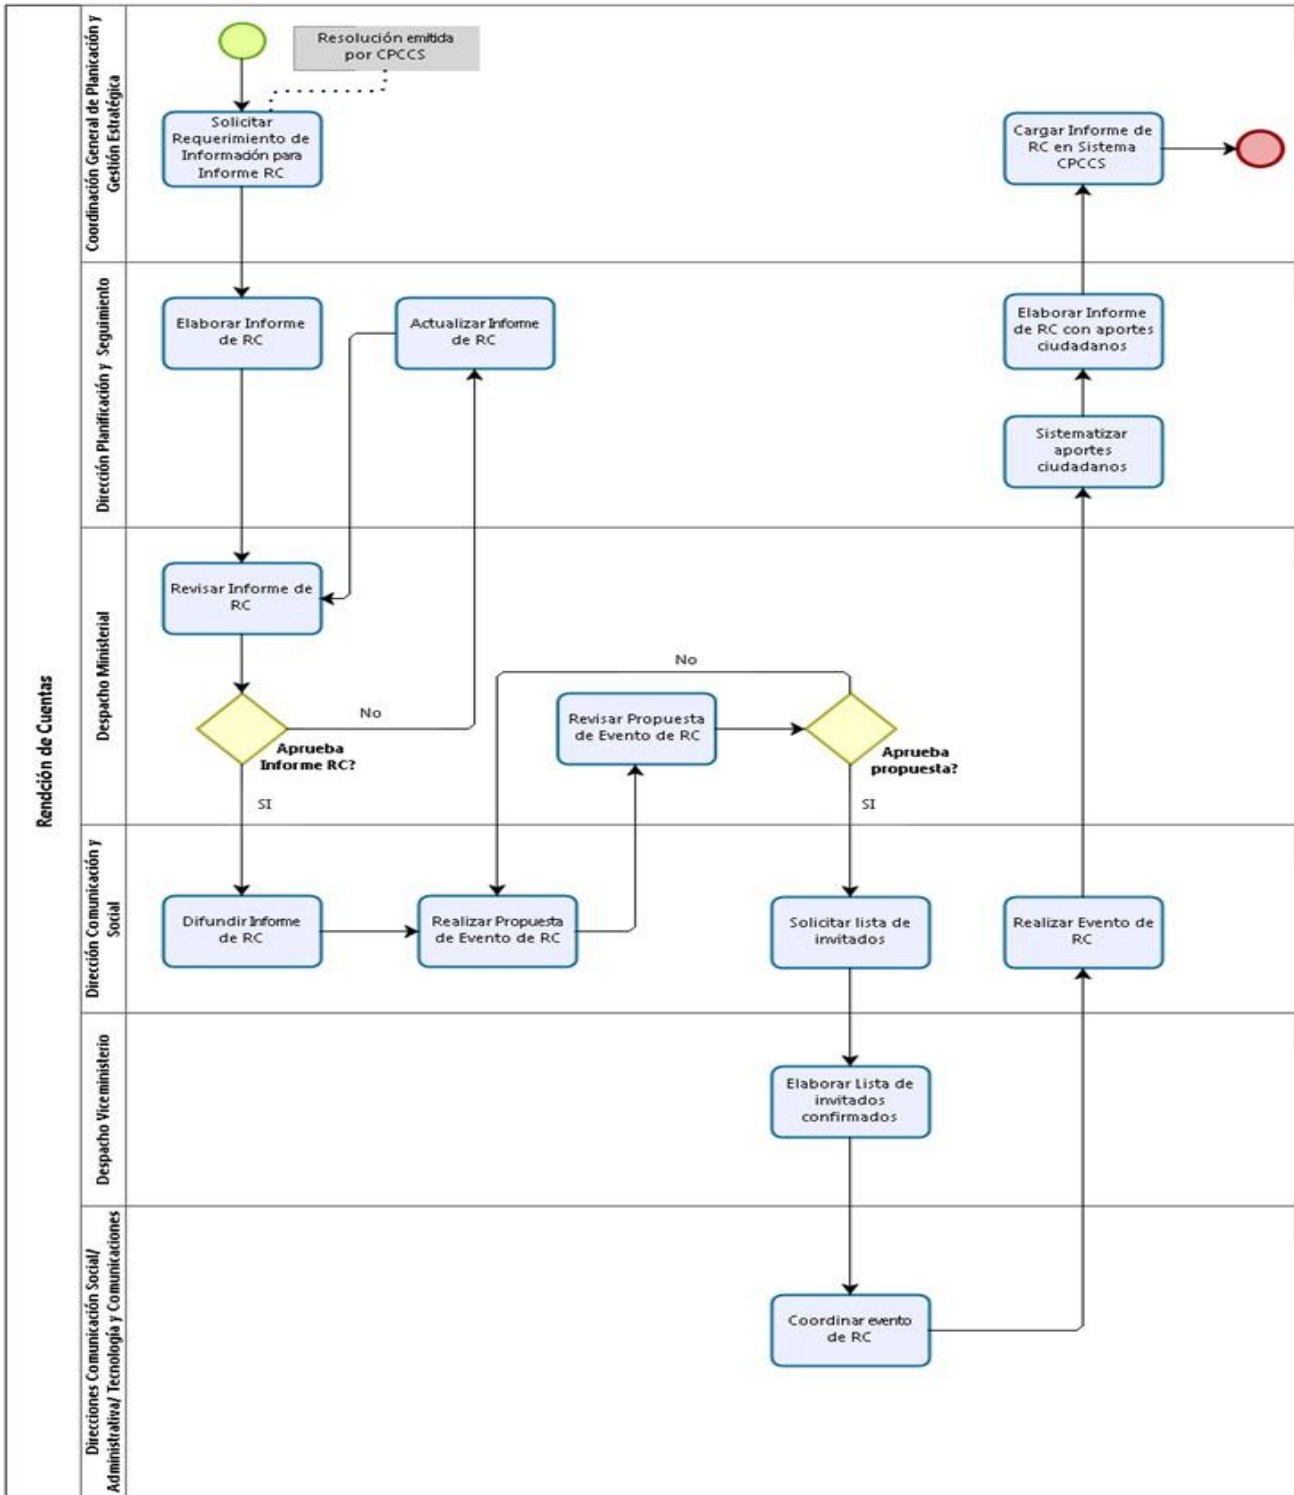 Rendición de Cuentas
Coordinación General de Planicación y
Gestión Estratégica
Resolución emitida
por CPCCS
Solicitar
Requerimiento de
Información para
Informe RC
Cargar Informe de
RC en Sistema
CPCCS
Dirección Planificación y Seguimiento
Elaborar Informe
de RC
Actualizar Informe
de RC
Elaborar Informe
de RC con aportes
ciudadanos
Sistematizar
aportes
ciudadanos
Despacho Ministerial
Revisar Informe de
RC
No
Aprueba
Informe RC?
SI
Revisar Propuesta
de Evento de RC
No
Aprueba
propuesta?
SI
Dirección Comunicación y
Social
Difundir Informe
de RC
Realizar Propuesta
de Evento de RC
Solicitar lista de
invitados
Realizar Evento de
RC
Despacho Viceministerio
Elaborar Lista de
invitados
confirmados
Direcciones Comunicación Social/
Administrativa/ Tecnología y Comunicaciones
Coordinar evento
de RC